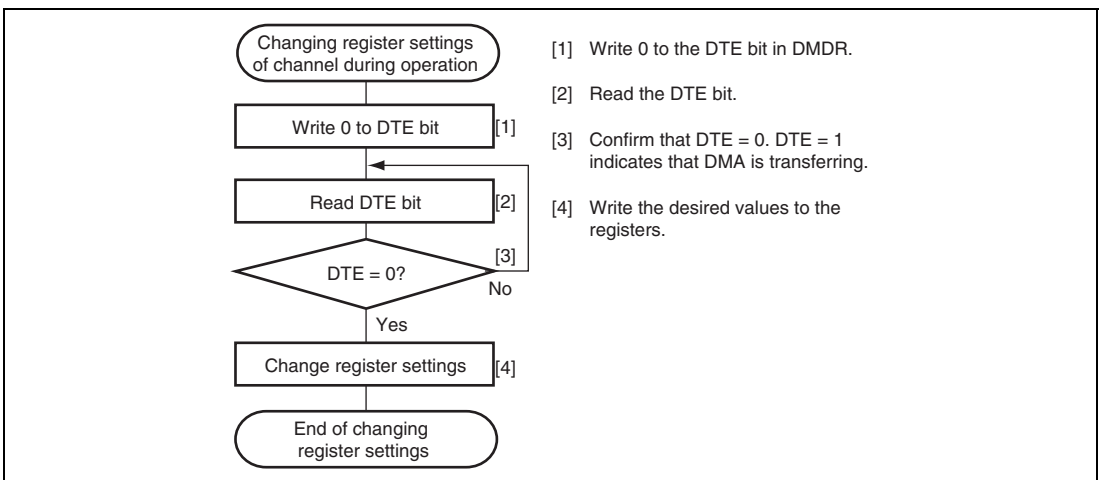 Changing register settings
of channel during operation
Write 0 to DTE bit
[1]
Read DTE bit
[2]
DTE = 0?
[3]
No
Yes
Change register settings
[4]
End of changing
register settings
[1] Write 0 to the DTE bit in DMDR.
[2] Read the DTE bit.
[3] Confirm that DTE = 0. DTE = 1
indicates that DMA is transferring.
[4] Write the desired values to the
registers.